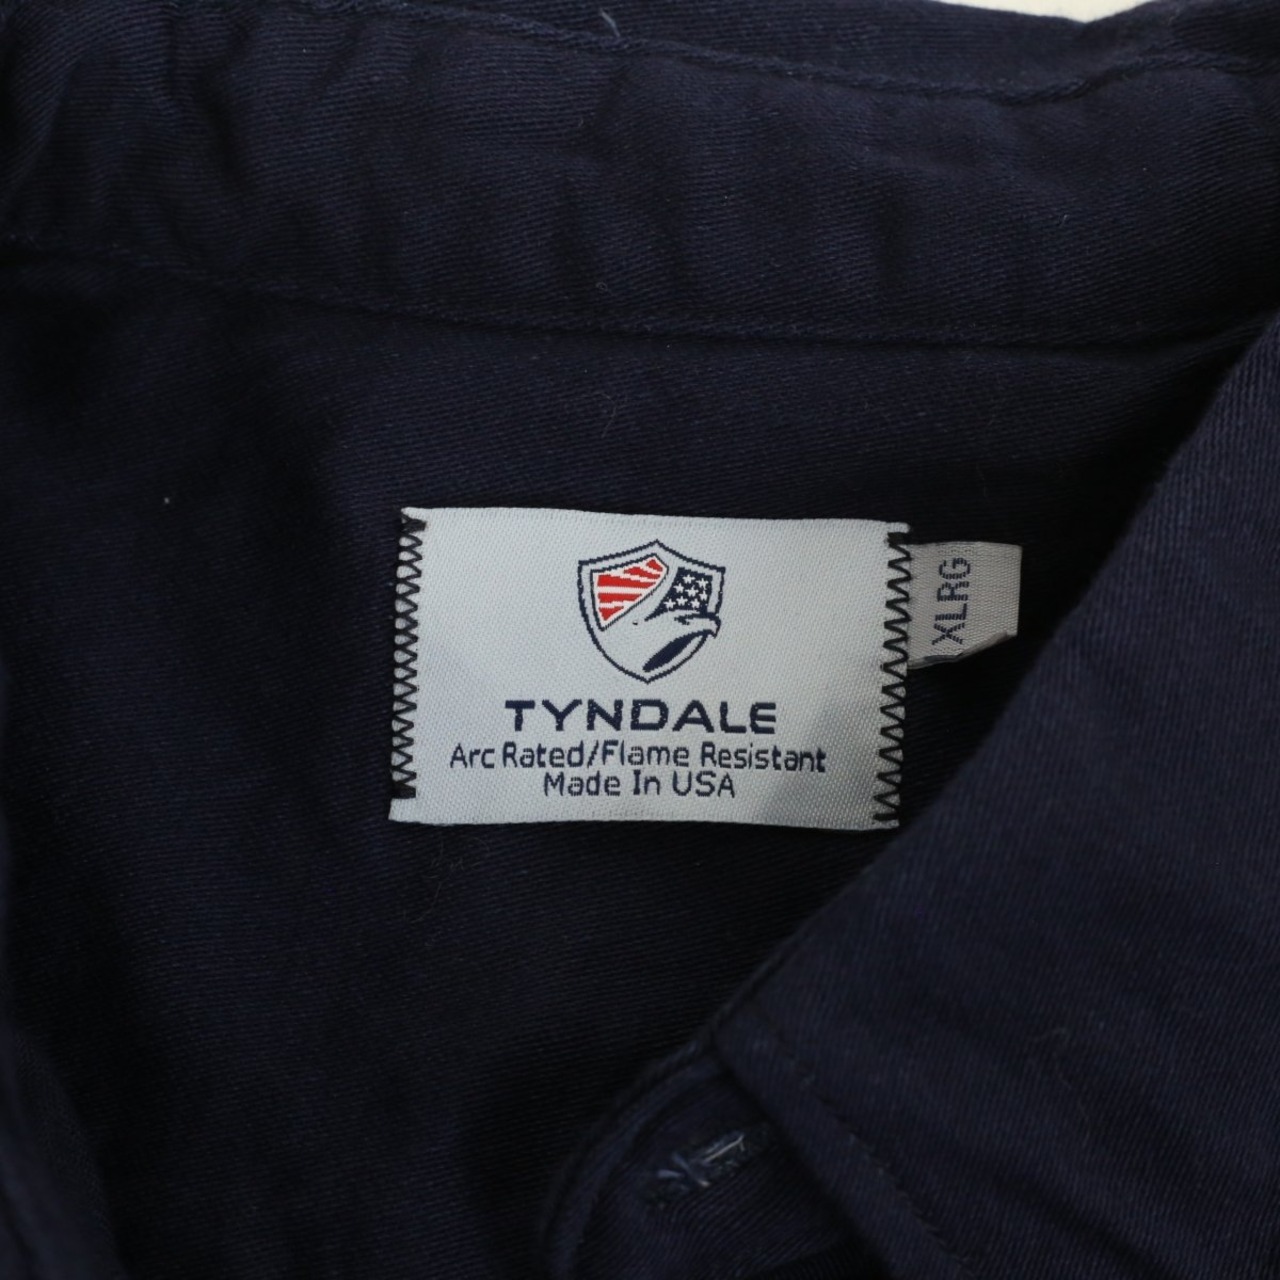 TYNDALE
Arc Rated/Flame Resistant
Made In USA
XLRG